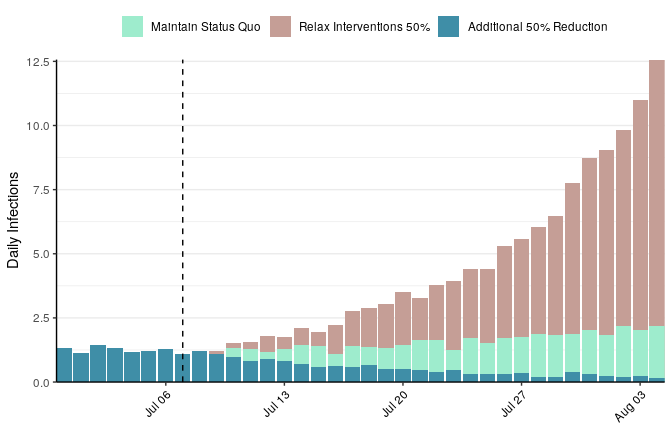 Maintain Status Quo Relax Interventions 50% Additional 50% Reduction
12.5
10.0
7.5
5.0
2.5
0.0
Daily Infections
Jul 06 Jul 13 Jul 20 Jul 27 Aug 03